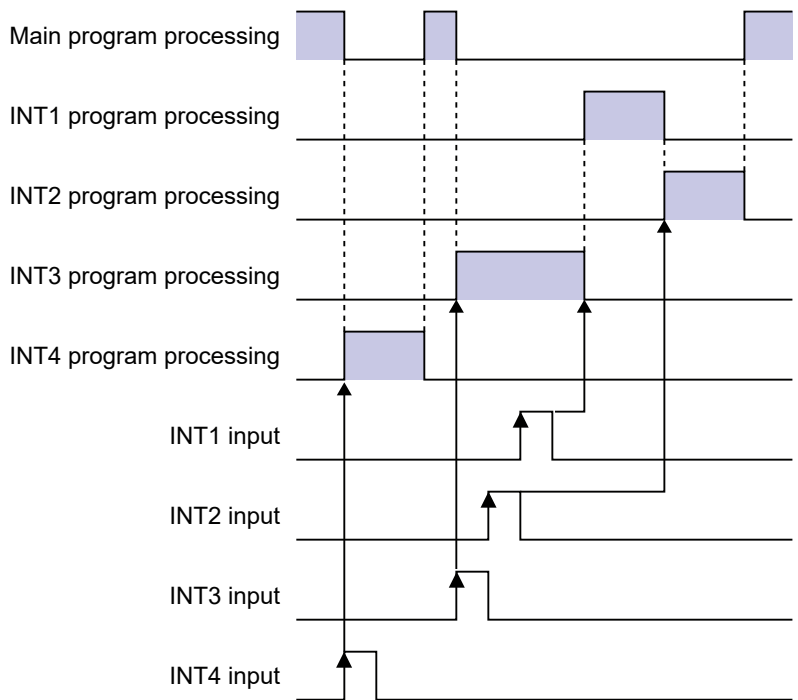 Main program processing
INT1 program processing
INT2 program processing
INT3 program processing
INT4 program processing
INT1 input
INT2 input
INT3 input
INT4 input